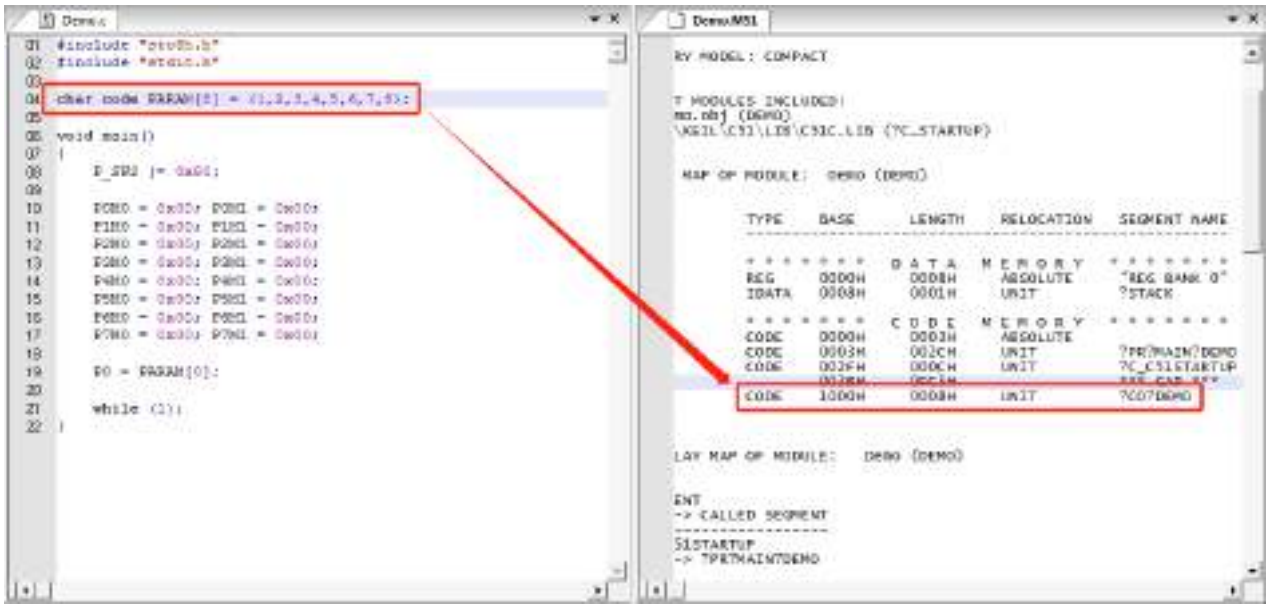 Demo.c
01 #include "stc8h.h"
02 #include "stdio.h"
03
04 char code PARAM[8] = {1,2,3,4,5,6,7,8};
05
06 void main()
07 {
08 P_SW2 |= 0x80;
09
10 P0M0 = 0x00; P0M1 = 0x00;
11 P1M0 = 0x00; P1M1 = 0x00;
12 P2M0 = 0x00; P2M1 = 0x00;
13 P3M0 = 0x00; P3M1 = 0x00;
14 P4M0 = 0x00; P4M1 = 0x00;
15 P5M0 = 0x00; P5M1 = 0x00;
16 P6M0 = 0x00; P6M1 = 0x00;
17 P7M0 = 0x00; P7M1 = 0x00;
18
19 P0 = PARAM[0];
20
21 while (1);
22 }
Demo.M51
RY MODEL: COMPACT
T MODULES INCLUDED:
mo.obj (DEMO)
\KEIL\C51\LIB\C51C.LIB (?C_STARTUP)
MAP OF MODULE: Demo (DEMO)
TYPE BASE LENGTH RELOCATION SEGMENT NAME
* * * * * * * D A T A M E M O R Y * * * * * * *
REG 0000H 0008H ABSOLUTE "REG BANK 0"
IDATA 0008H 0001H UNIT ?STACK
* * * * * * * C O D E M E M O R Y * * * * * * *
CODE 0000H 0003H ABSOLUTE
CODE 0003H 002CH UNIT ?PR?MAIN?DEMO
CODE 002FH 000CH UNIT ?C_C51STARTUP
003BH 0FC5H *** GAP ***
CODE 1000H 0008H UNIT ?CO?DEMO
LAY MAP OF MODULE: Demo (DEMO)
ENT
-> CALLED SEGMENT
------------------
51STARTUP
-> ?PR?MAIN?DEMO